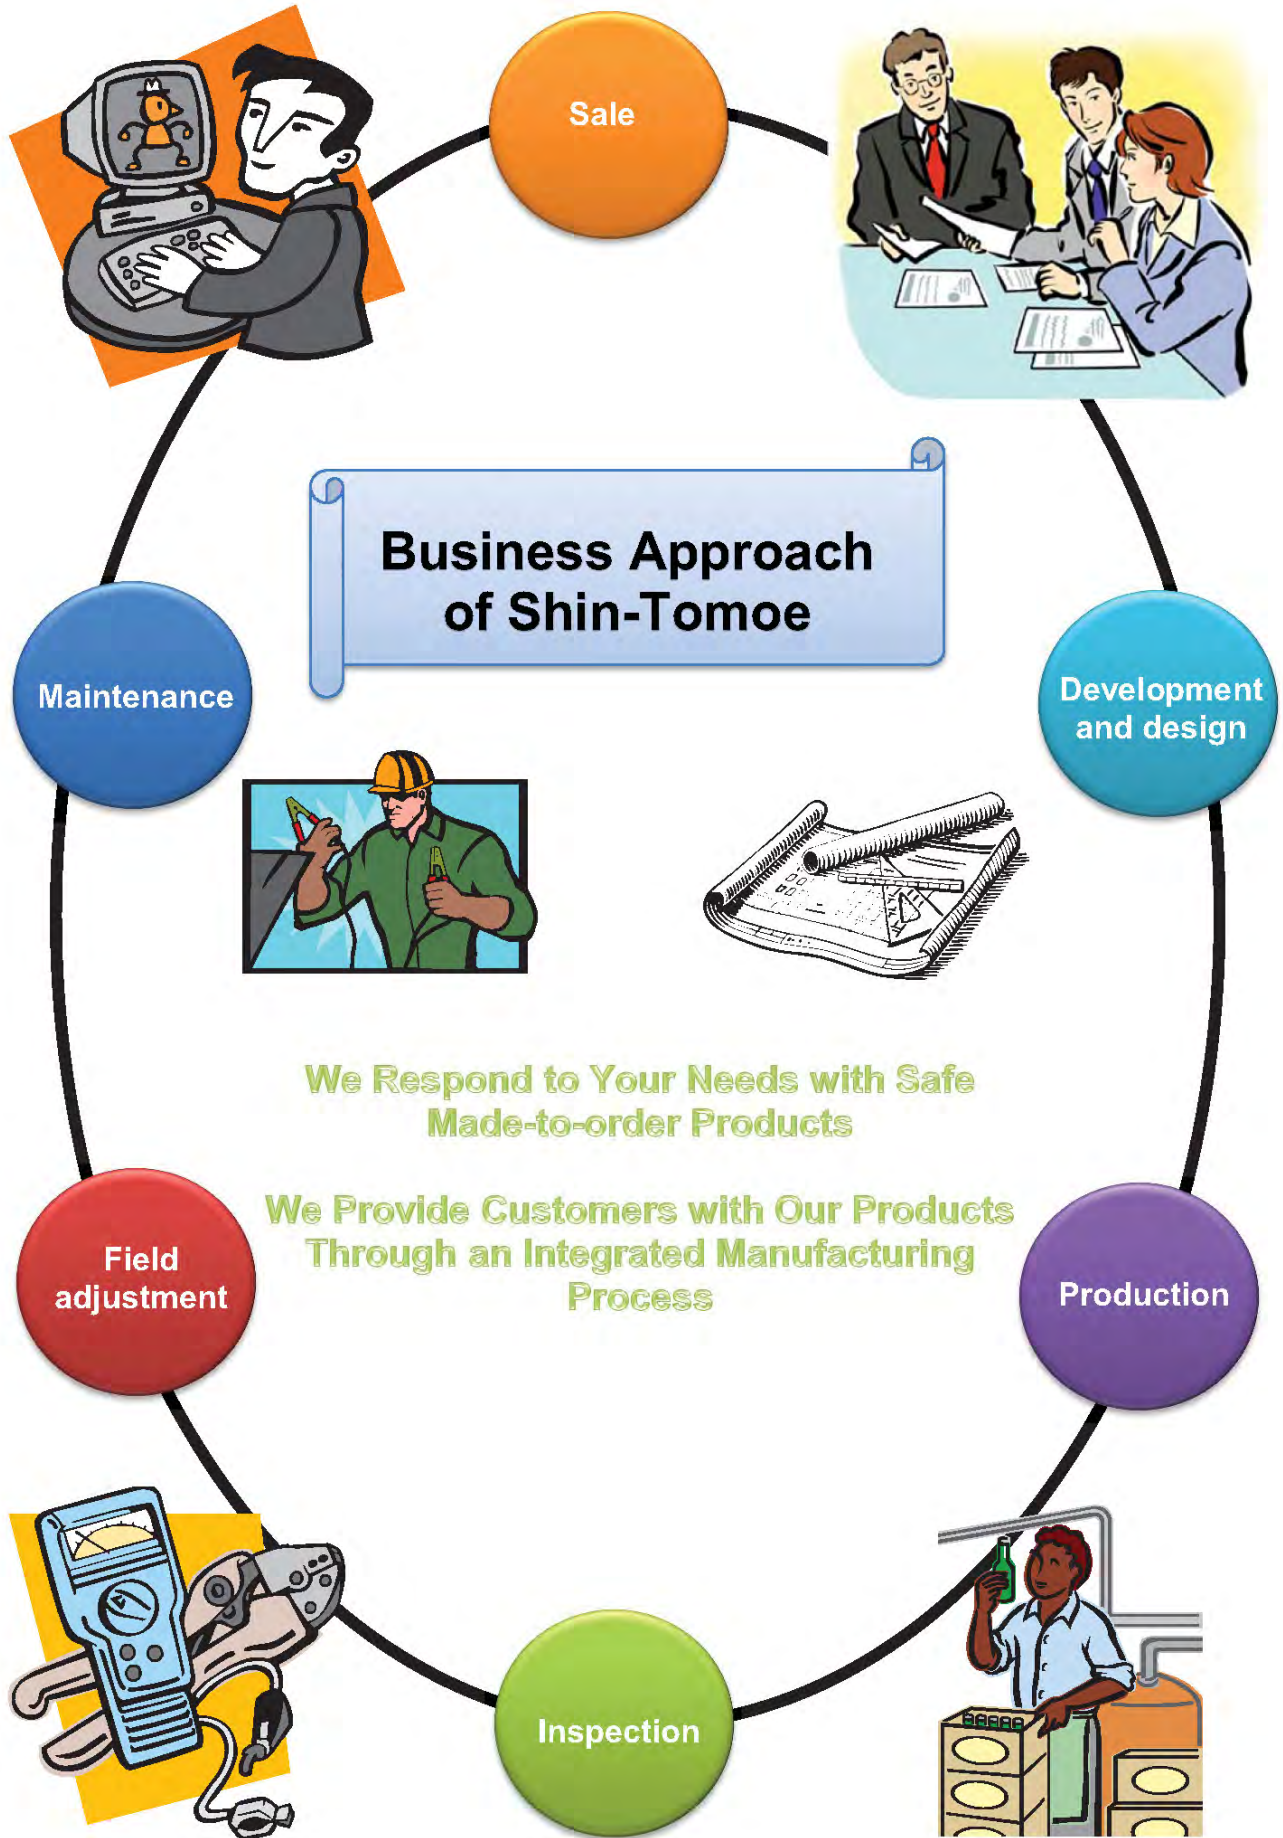 Sale
Business Approach
of Shin-Tomoe
Maintenance
Development
and design
We Respond to Your Needs with Safe
Made-to-order Products
We Provide Customers with Our Products
Through an Integrated Manufacturing
Process
Field
adjustment
Production
Inspection